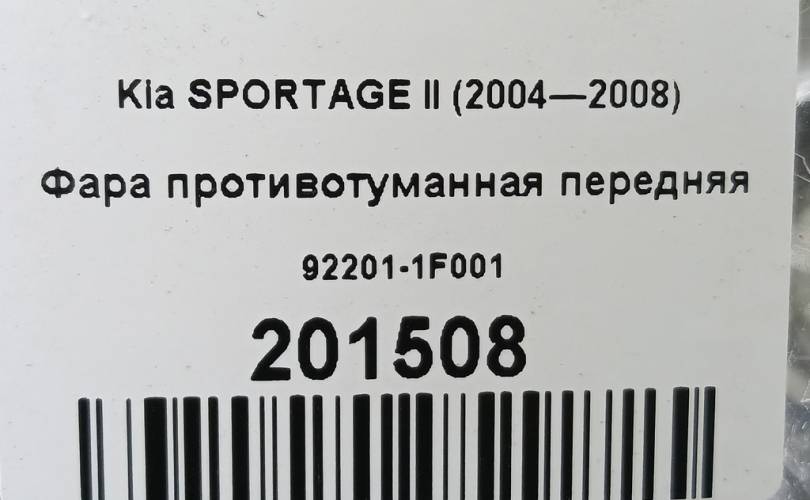 Kia SPORTAGE II (2004—2008)
Фара противотуманная передняя
92201-1F001
201508